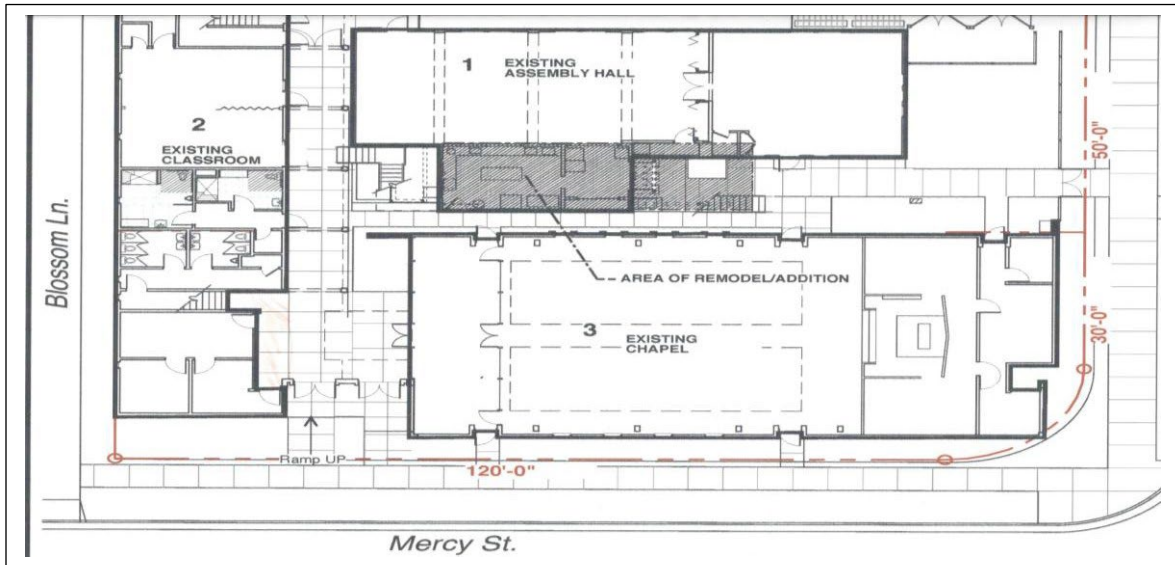 1
EXISTING
ASSEMBLY HALL
2
EXISTING
CLASSROOM
50'-0"
Blossom Ln.
AREA OF REMODEL/ADDITION
3
EXISTING
CHAPEL
30'-0"
Ramp UP
120'-0"
Mercy St.